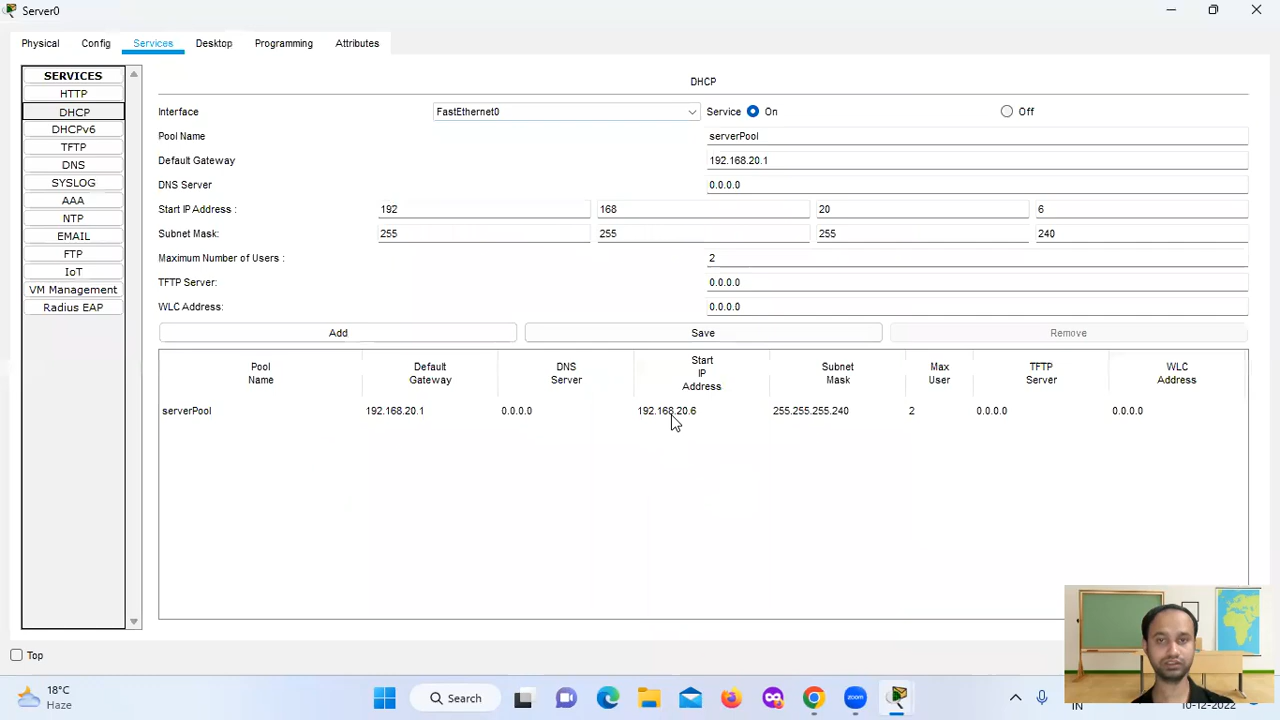 Server0
Physical Config Services Desktop Programming Attributes
SERVICES
HTTP
DHCP
DHCPv6
TFTP
DNS
SYSLOG
AAA
NTP
EMAIL
FTP
IoT
VM Management
Radius EAP
DHCP
Interface FastEthernet0 Service On Off
Pool Name serverPool
Default Gateway 192.168.20.1
DNS Server 0.0.0.0
Start IP Address : 192 168 20 6
Subnet Mask: 255 255 255 240
Maximum Number of Users : 2
TFTP Server: 0.0.0.0
WLC Address: 0.0.0.0
Add Save Remove
Pool Name Default Gateway DNS Server Start IP Address Subnet Mask Max User TFTP Server WLC Address
serverPool 192.168.20.1 0.0.0.0 192.168.20.6 255.255.255.240 2 0.0.0.0 0.0.0.0
Top
18°C
Haze
Search
zoom
IN
10-12-2022